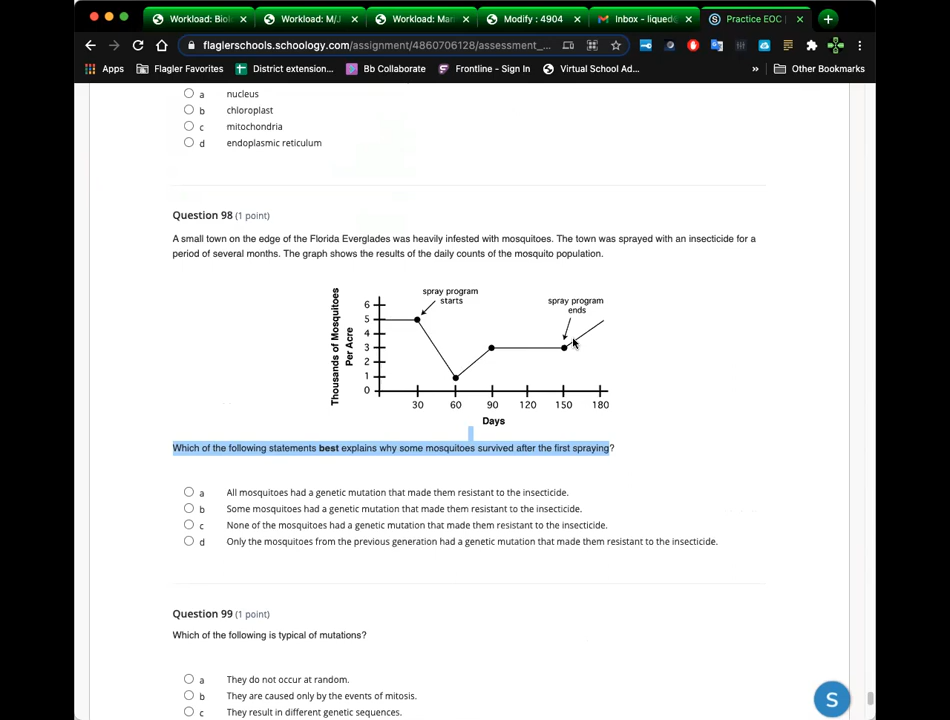 Workload: Biol
Workload: M/J
Workload: Man
Modify : 4904
Inbox - liqued@
Practice EOC |
flaglerschools.schoology.com/assignment/4860706128/assessment_...
Apps
Flagler Favorites
District extension...
Bb Collaborate
Frontline - Sign In
Virtual School Ad...
»
Other Bookmarks
a nucleus
b chloroplast
c mitochondria
d endoplasmic reticulum
Question 98 (1 point)
A small town on the edge of the Florida Everglades was heavily infested with mosquitoes. The town was sprayed with an insecticide for a
period of several months. The graph shows the results of the daily counts of the mosquito population.
Thousands of Mosquitoes
Per Acre
6
5
4
3
2
1
0
spray program
starts
spray program
ends
30 60 90 120 150 180
Days
Which of the following statements best explains why some mosquitoes survived after the first spraying?
a All mosquitoes had a genetic mutation that made them resistant to the insecticide.
b Some mosquitoes had a genetic mutation that made them resistant to the insecticide.
c None of the mosquitoes had a genetic mutation that made them resistant to the insecticide.
d Only the mosquitoes from the previous generation had a genetic mutation that made them resistant to the insecticide.
Question 99 (1 point)
Which of the following is typical of mutations?
a They do not occur at random.
b They are caused only by the events of mitosis.
c They result in different genetic sequences.
S